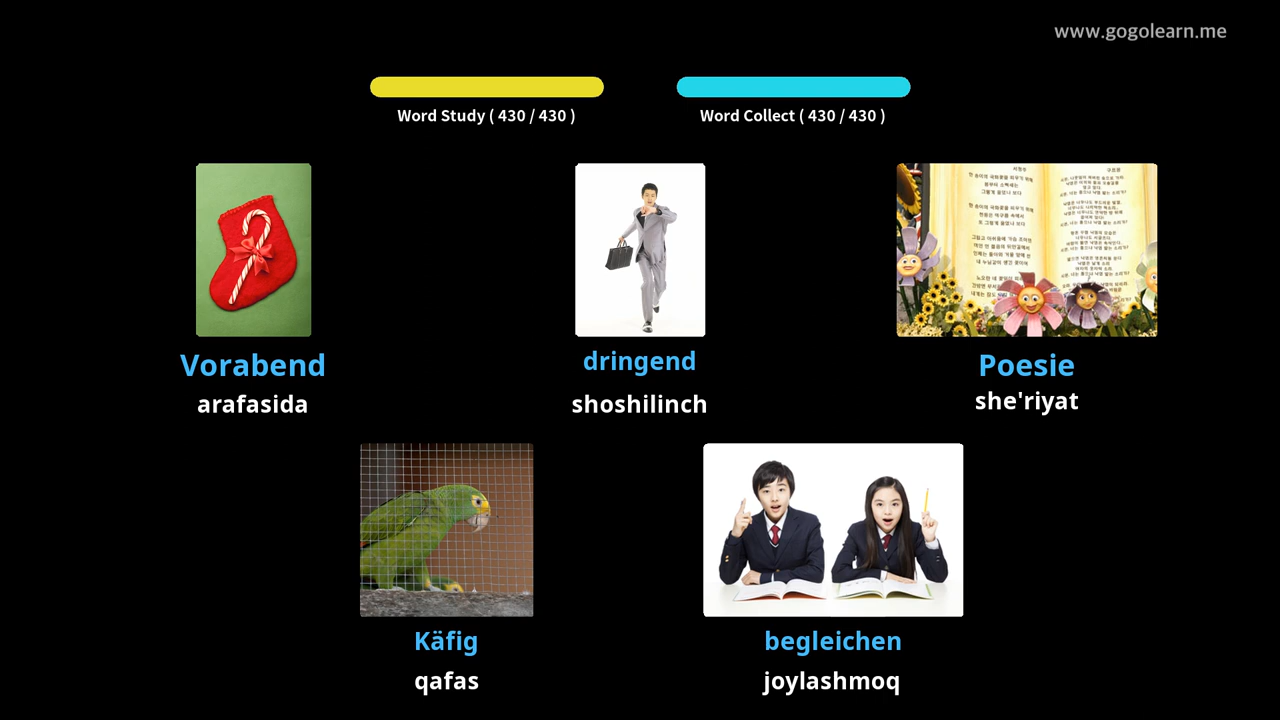 www.gogolearn.me
Word Study ( 430 / 430 )
Word Collect ( 430 / 430 )
Vorabend
arafasida
dringend
shoshilinch
Poesie
she'riyat
Käfig
qafas
begleichen
joylashmoq